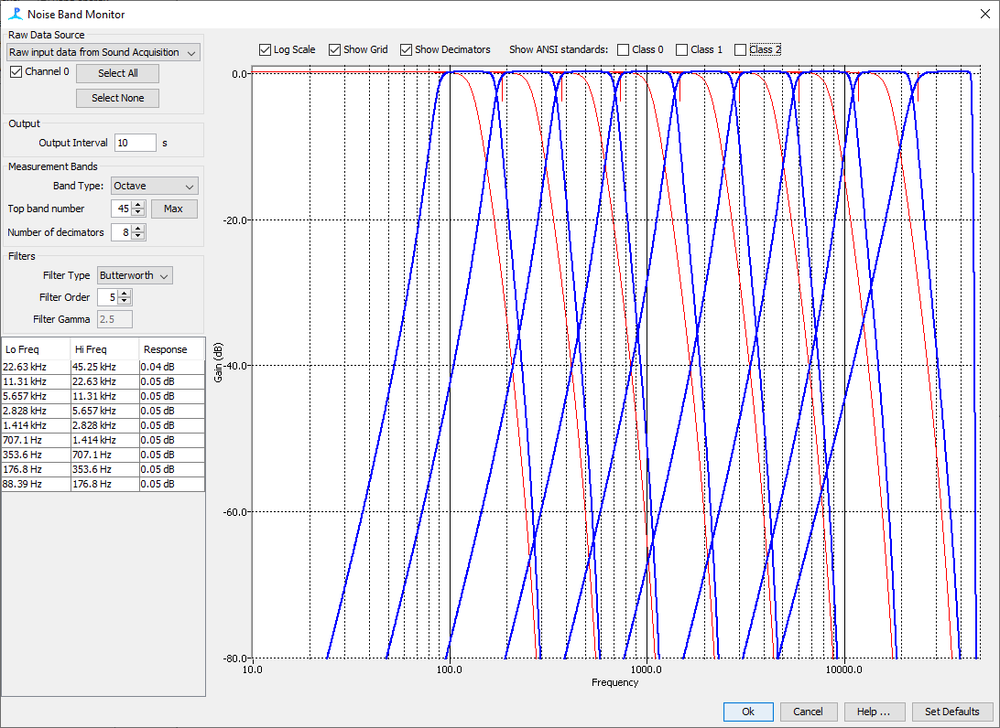 Noise Band Monitor
Raw Data Source
Raw input data from Sound Acquisition
Channel 0
Select All
Select None
Output
Output Interval 10 s
Measurement Bands
Band Type: Octave
Top band number 45 Max
Number of decimators 8
Filters
Filter Type Butterworth
Filter Order 5
Filter Gamma 2.5
Lo Freq Hi Freq Response
22.63 kHz 45.25 kHz 0.04 dB
11.31 kHz 22.63 kHz 0.05 dB
5.657 kHz 11.31 kHz 0.05 dB
2.828 kHz 5.657 kHz 0.05 dB
1.414 kHz 2.828 kHz 0.05 dB
707.1 Hz 1.414 kHz 0.05 dB
353.6 Hz 707.1 Hz 0.05 dB
176.8 Hz 353.6 Hz 0.05 dB
88.39 Hz 176.8 Hz 0.05 dB
Log Scale Show Grid Show Decimators Show ANSI standards: Class 0 Class 1 Class 2
0.0
-20.0
-40.0
-60.0
-80.0
Gain (dB)
10.0 100.0 1000.0 10000.0
Frequency
Ok Cancel Help ... Set Defaults